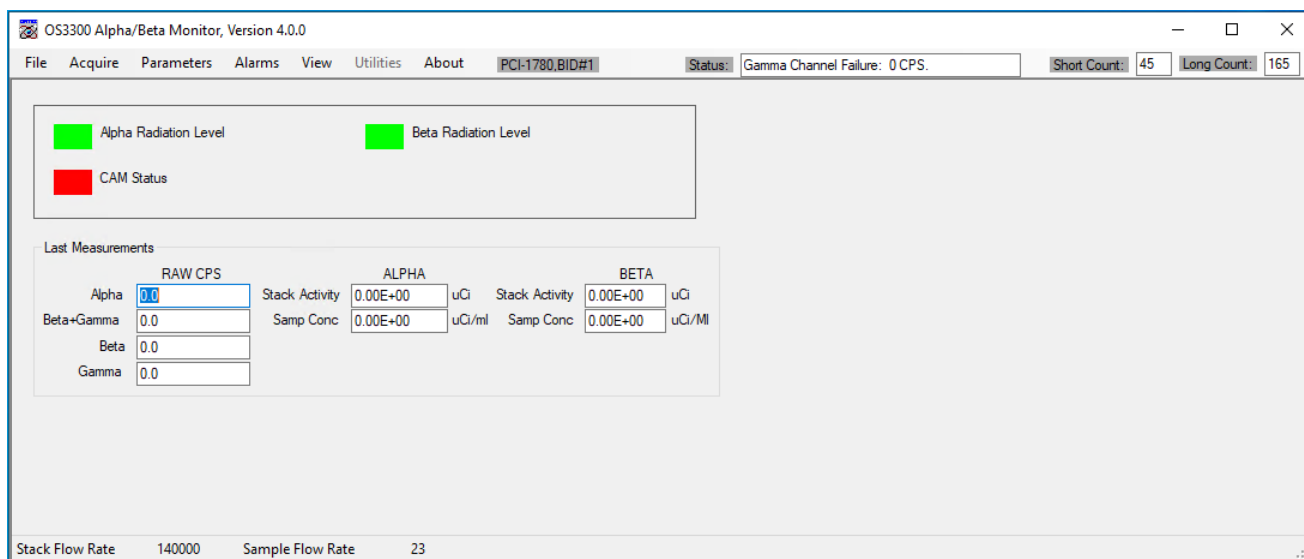 OS3300 Alpha/Beta Monitor, Version 4.0.0
File Acquire Parameters Alarms View Utilities About PCI-1780,BID#1 Status: Gamma Channel Failure: 0 CPS. Short Count: 45 Long Count: 165
Alpha Radiation Level Beta Radiation Level
CAM Status
Last Measurements
RAW CPS ALPHA BETA
Alpha 0.0 Stack Activity 0.00E+00 uCi Stack Activity 0.00E+00 uCi
Beta+Gamma 0.0 Samp Conc 0.00E+00 uCi/ml Samp Conc 0.00E+00 uCi/Ml
Beta 0.0
Gamma 0.0
Stack Flow Rate 140000 Sample Flow Rate 23